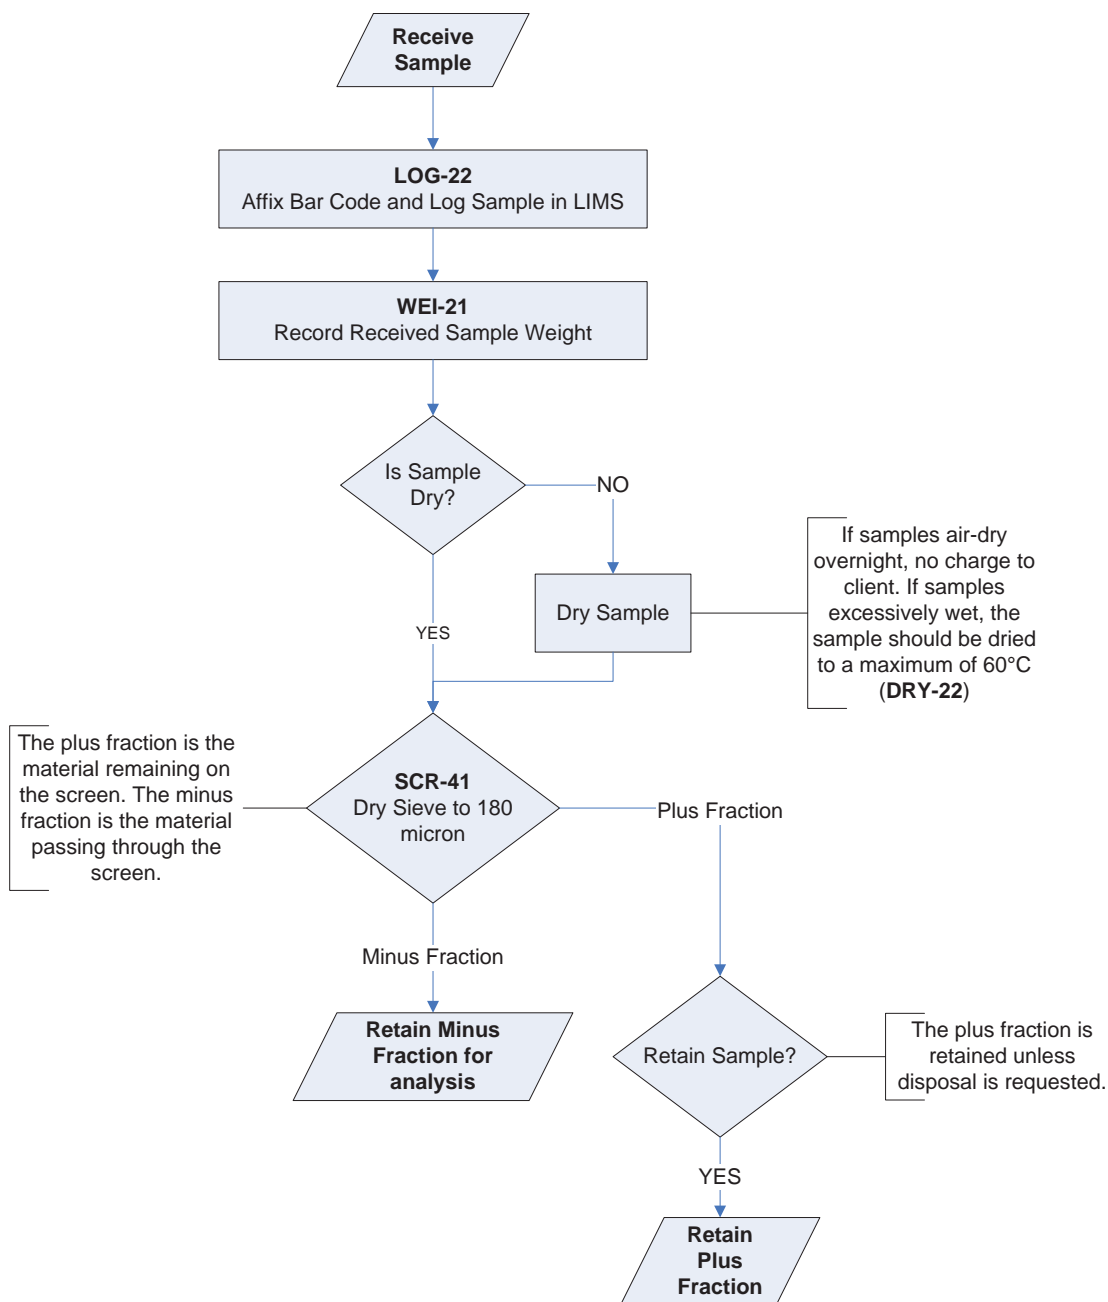 Receive
Sample
LOG-22
Affix Bar Code and Log Sample in LIMS
WEI-21
Record Received Sample Weight
Is Sample
Dry?
NO
If samples air-dry
overnight, no charge to
client. If samples
excessively wet, the
sample should be dried
to a maximum of 60°C
(DRY-22)
Dry Sample
YES
The plus fraction is the
material remaining on
the screen. The minus
fraction is the material
passing through the
screen.
SCR-41
Dry Sieve to 180
micron
Plus Fraction
Minus Fraction
Retain Minus
Fraction for
analysis
Retain Sample?
The plus fraction is
retained unless
disposal is requested.
YES
Retain
Plus
Fraction